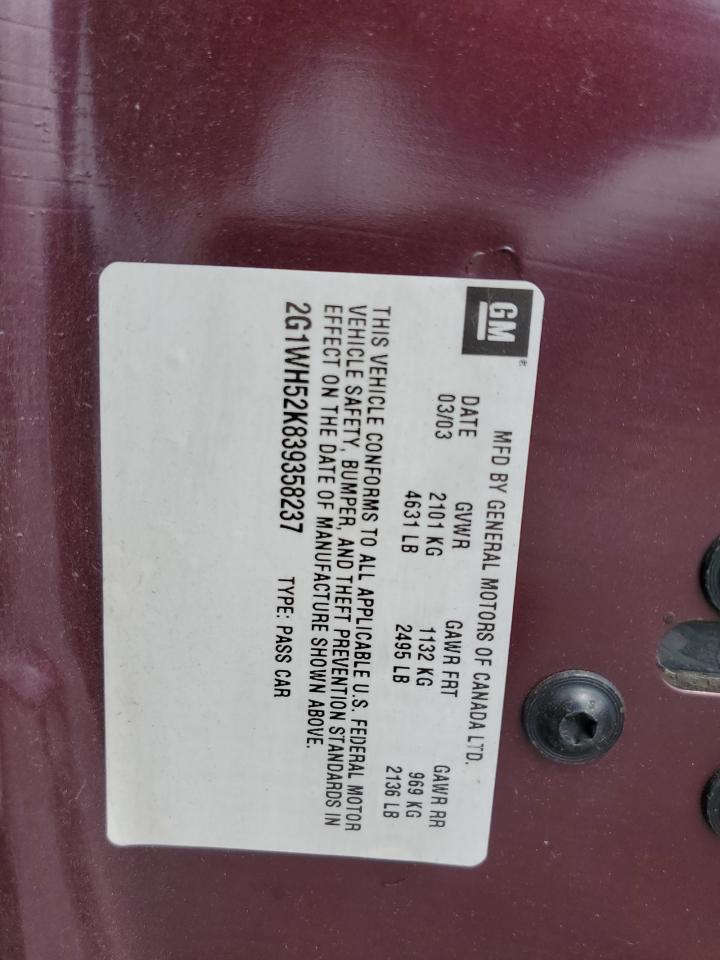 GM®
MFD BY GENERAL MOTORS OF CANADA LTD.
DATE GVWR GAWR FRT GAWR RR
03/03 2101 KG 1132 KG 969 KG
4631 LB 2495 LB 2136 LB
THIS VEHICLE CONFORMS TO ALL APPLICABLE U.S. FEDERAL MOTOR
VEHICLE SAFETY, BUMPER, AND THEFT PREVENTION STANDARDS IN
EFFECT ON THE DATE OF MANUFACTURE SHOWN ABOVE.
2G1WH52K839358237 TYPE: PASS CAR